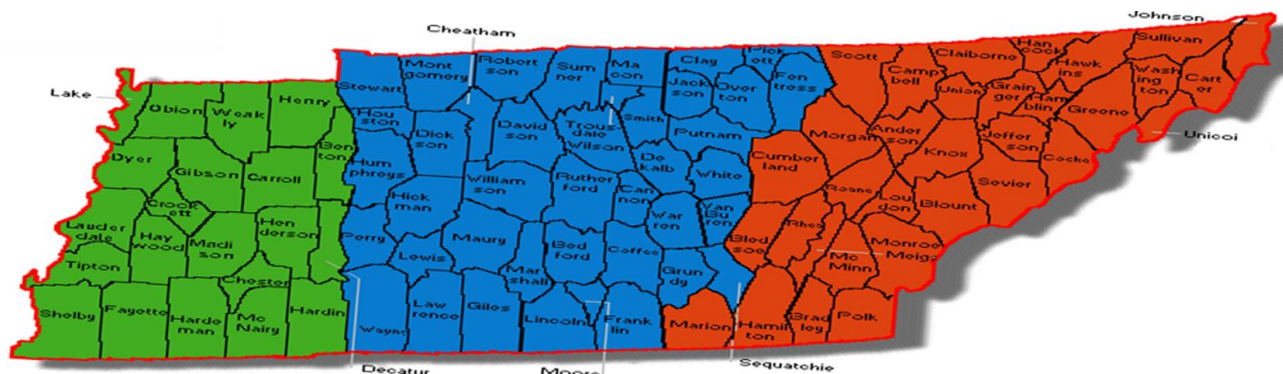 Johnson
Cheatham
Lake
Unicoi
Stewart
Mont
gomery
Robert
son
Sum
ner
Ma
con
Clay
Pick
ett
Jack
son
Over
ton
Fen
tress
Scott
Camp
bell
Claiborne
Han
cock
Haw
kins
Sullivan
Union
Grain
ger
Ham
blin
Greene
Wash
ing
ton
Cart
er
Obion
Weak
ly
Henry
Ben
ton
Hou
ston
Dick
son
David
son
Trous
dale
Wilson
Smith
Putnam
Morgan
Ander
son
Knox
Jeffer
son
Cocke
Dyer
Gibson
Carroll
Hum
phreys
Hick
man
William
son
Ruther
ford
Can
non
De
kalb
White
Cumber
land
Roane
Lou
don
Blount
Sevier
Crock
ett
Lauder
dale
Hay
wood
Madi
son
Hen
derson
Perry
Lewis
Maury
Mar
shall
Bed
ford
Coffee
War
ren
Van
Bu
ren
Bled
soe
Rhea
Mc
Minn
Monroe
Meigs
Tipton
Chester
Grun
dy
Shelby
Fayette
Harde
man
Mc
Nairy
Hardin
Wayne
Law
rence
Giles
Lincoln
Frank
lin
Marion
Hamil
ton
Brad
ley
Polk
Decatur
Moore
Sequatchie